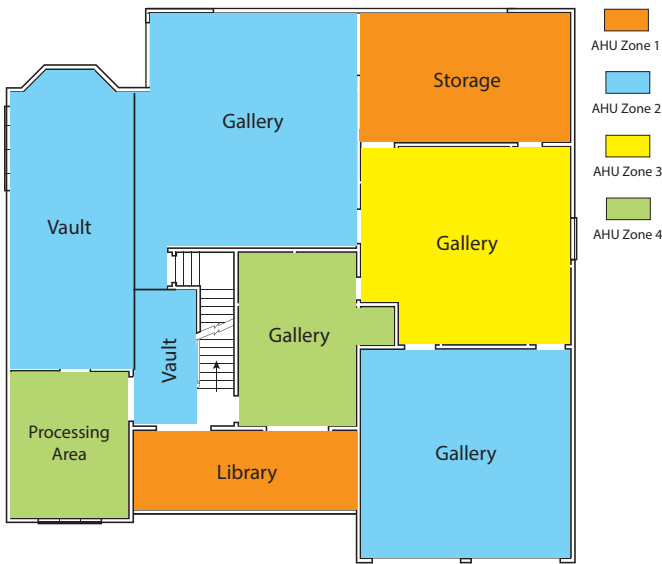 Storage
AHU Zone 1
Gallery
AHU Zone 2
AHU Zone 3
Vault
Gallery
AHU Zone 4
Gallery
Vault
Processing
Area
Gallery
Library